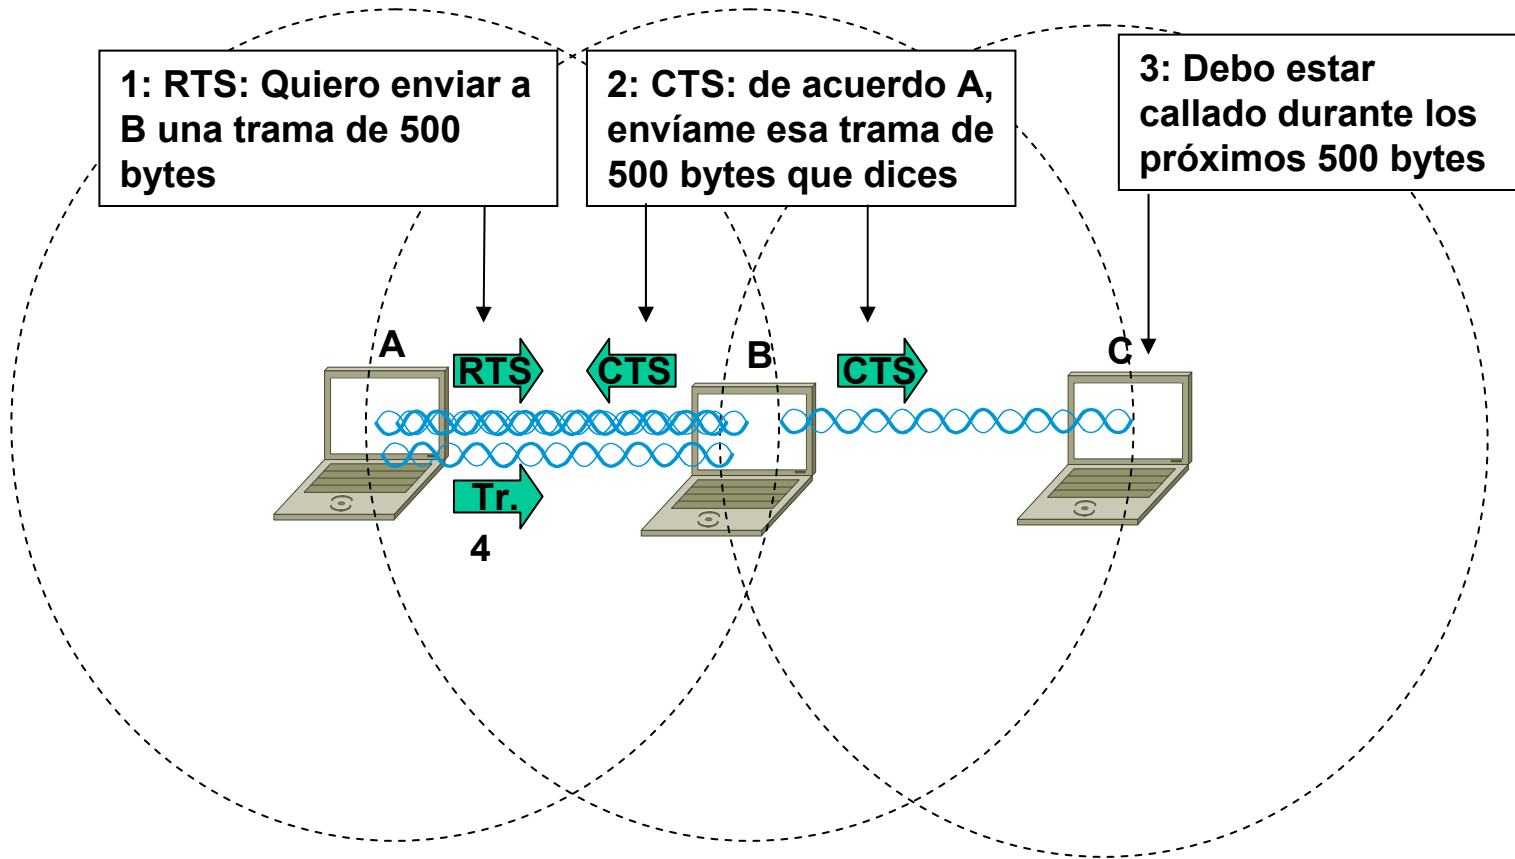 1: RTS: Quiero enviar a
B una trama de 500
bytes
2: CTS: de acuerdo A,
envíame esa trama de
500 bytes que dices
3: Debo estar
callado durante los
próximos 500 bytes
A
RTS
CTS
B
CTS
C
Tr.
4